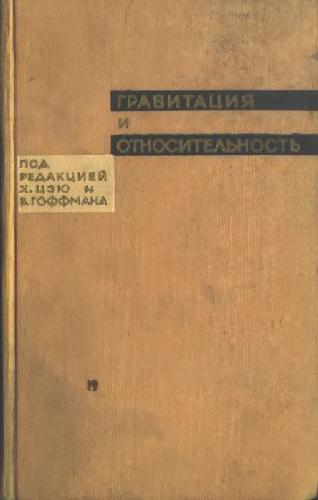 ГРАВИТАЦИЯ
И
ОТНОСИТЕЛЬНОСТЬ
ПОД
РЕДАКЦИЕЙ
Х. ЦЗЮ И
В. ГОФФМАНА